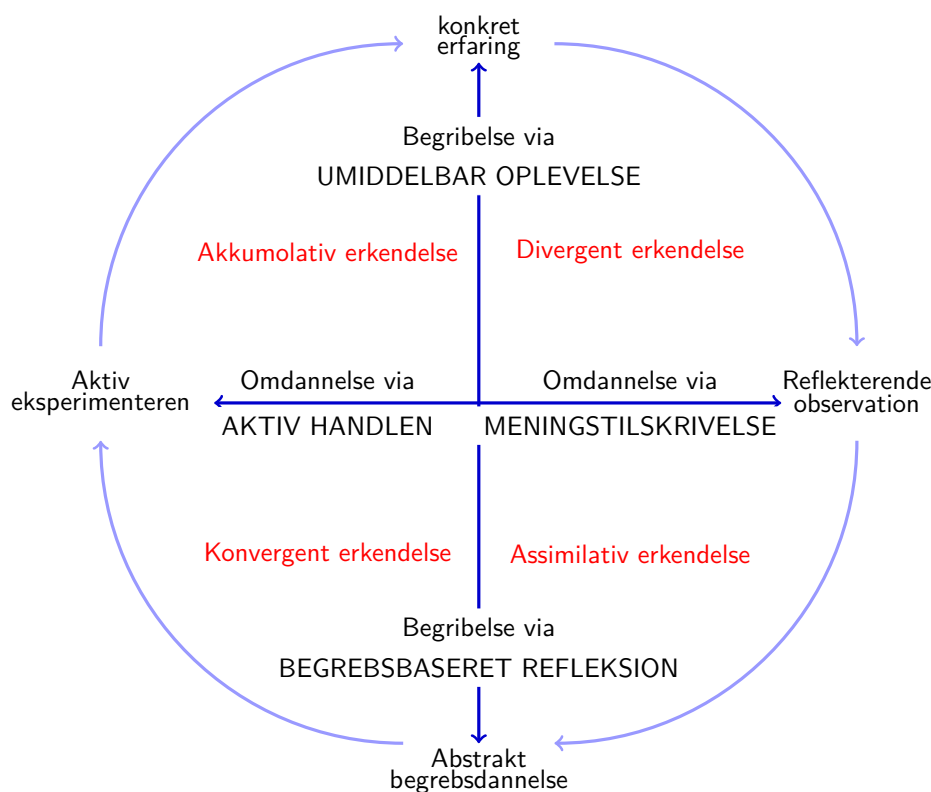 konkret
erfaring
Begribelse via
UMIDDELBAR OPLEVELSE
Akkumolativ erkendelse
Divergent erkendelse
Aktiv
eksperimenteren
Omdannelse via
AKTIV HANDLEN
Omdannelse via
MENINGSTILSKRIVELSE
Reflekterende
observation
Konvergent erkendelse
Assimilativ erkendelse
Begribelse via
BEGREBSBASERET REFLEKSION
Abstrakt
begrebsdannelse